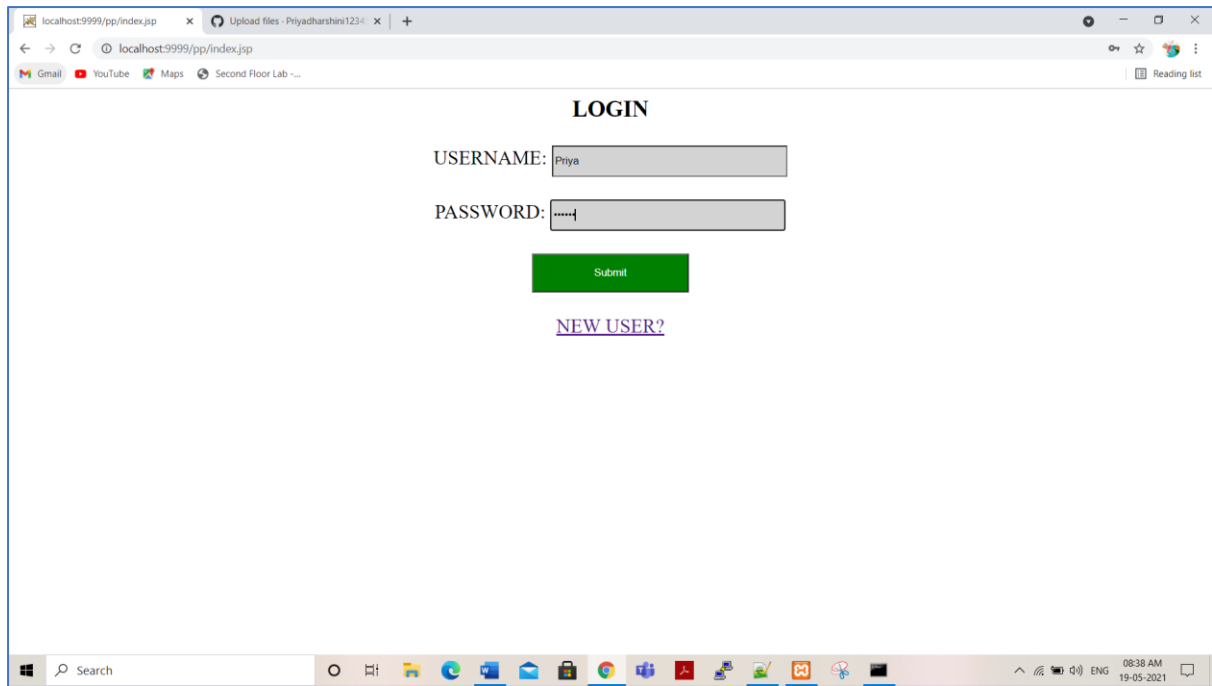 localhost:9999/pp/index.jsp
Upload files · Priyadharshini1234
localhost:9999/pp/index.jsp
Gmail YouTube Maps Second Floor Lab -... Reading list
LOGIN
USERNAME: Priya
PASSWORD: ••••••
Submit
NEW USER?
Search
ENG
08:38 AM
19-05-2021